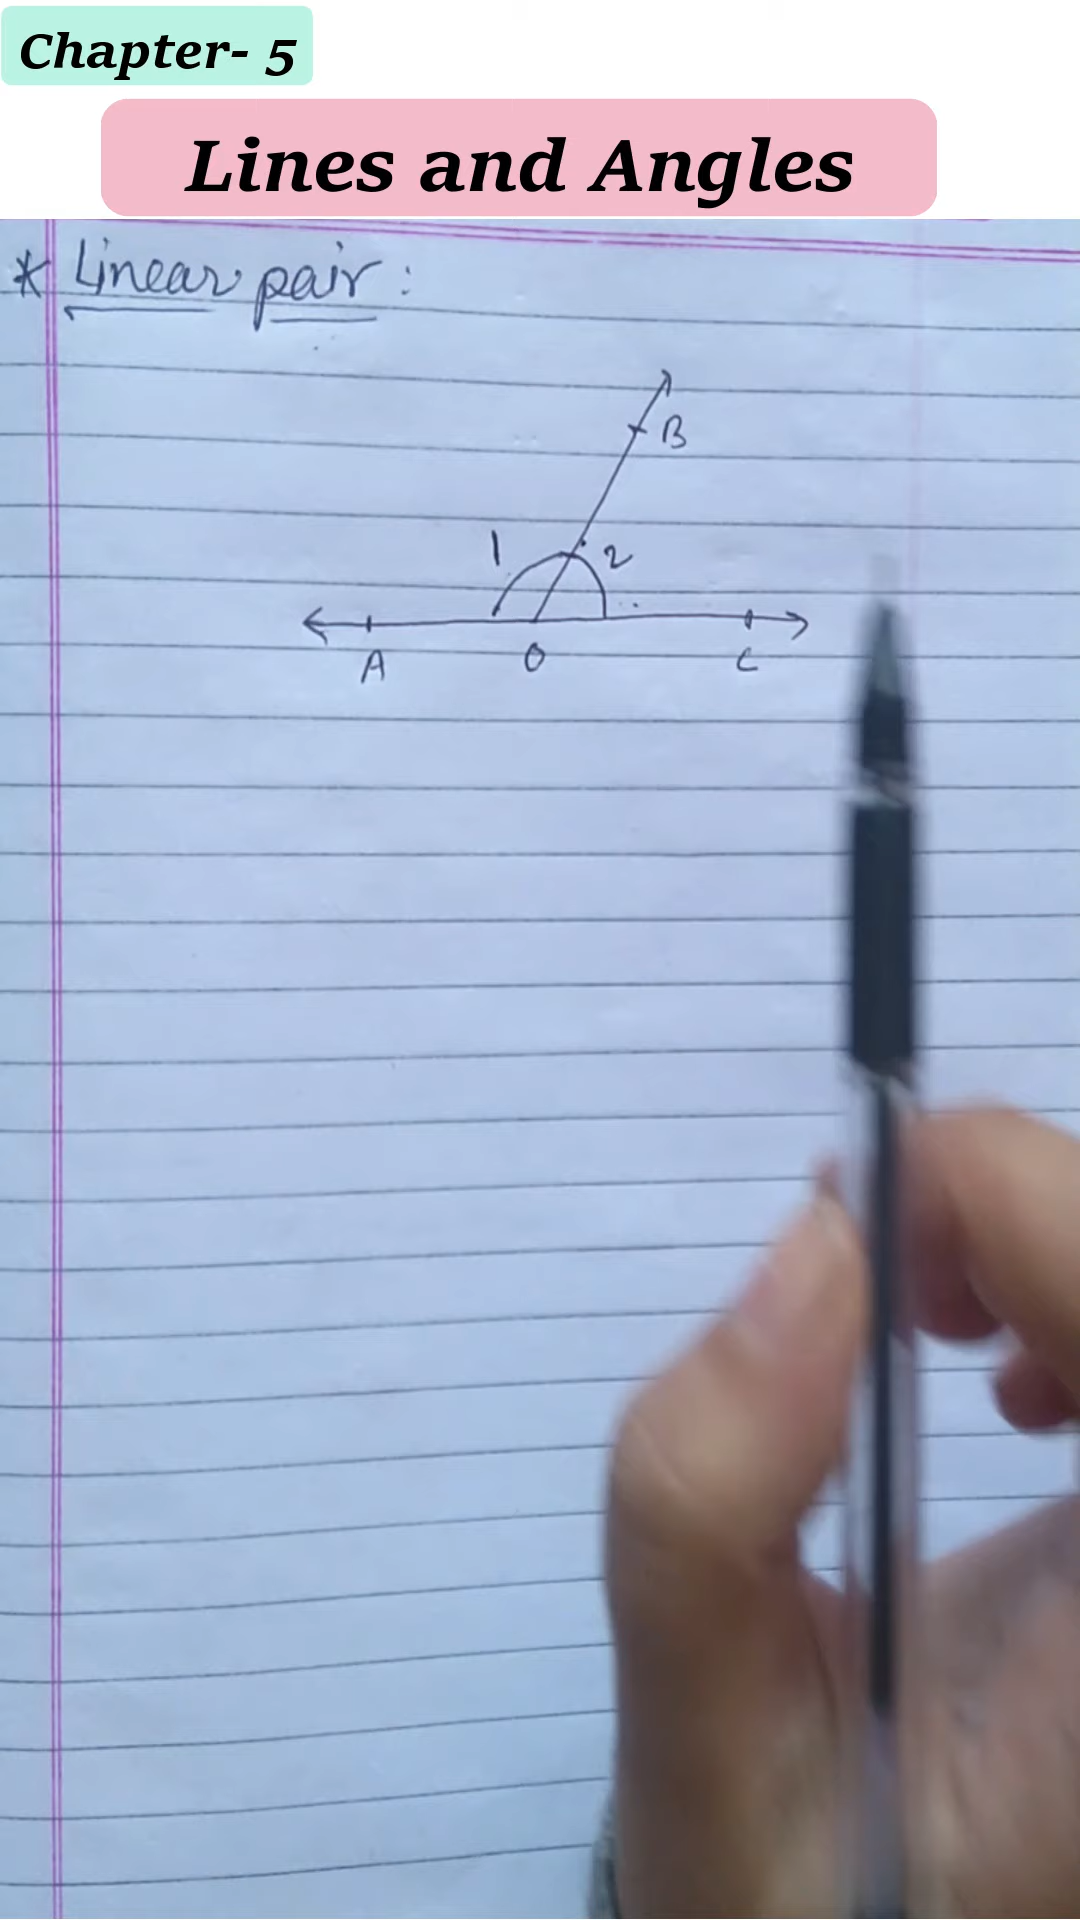 Chapter- 5
Lines and Angles
* Linear pair :
B
1 2
A O C